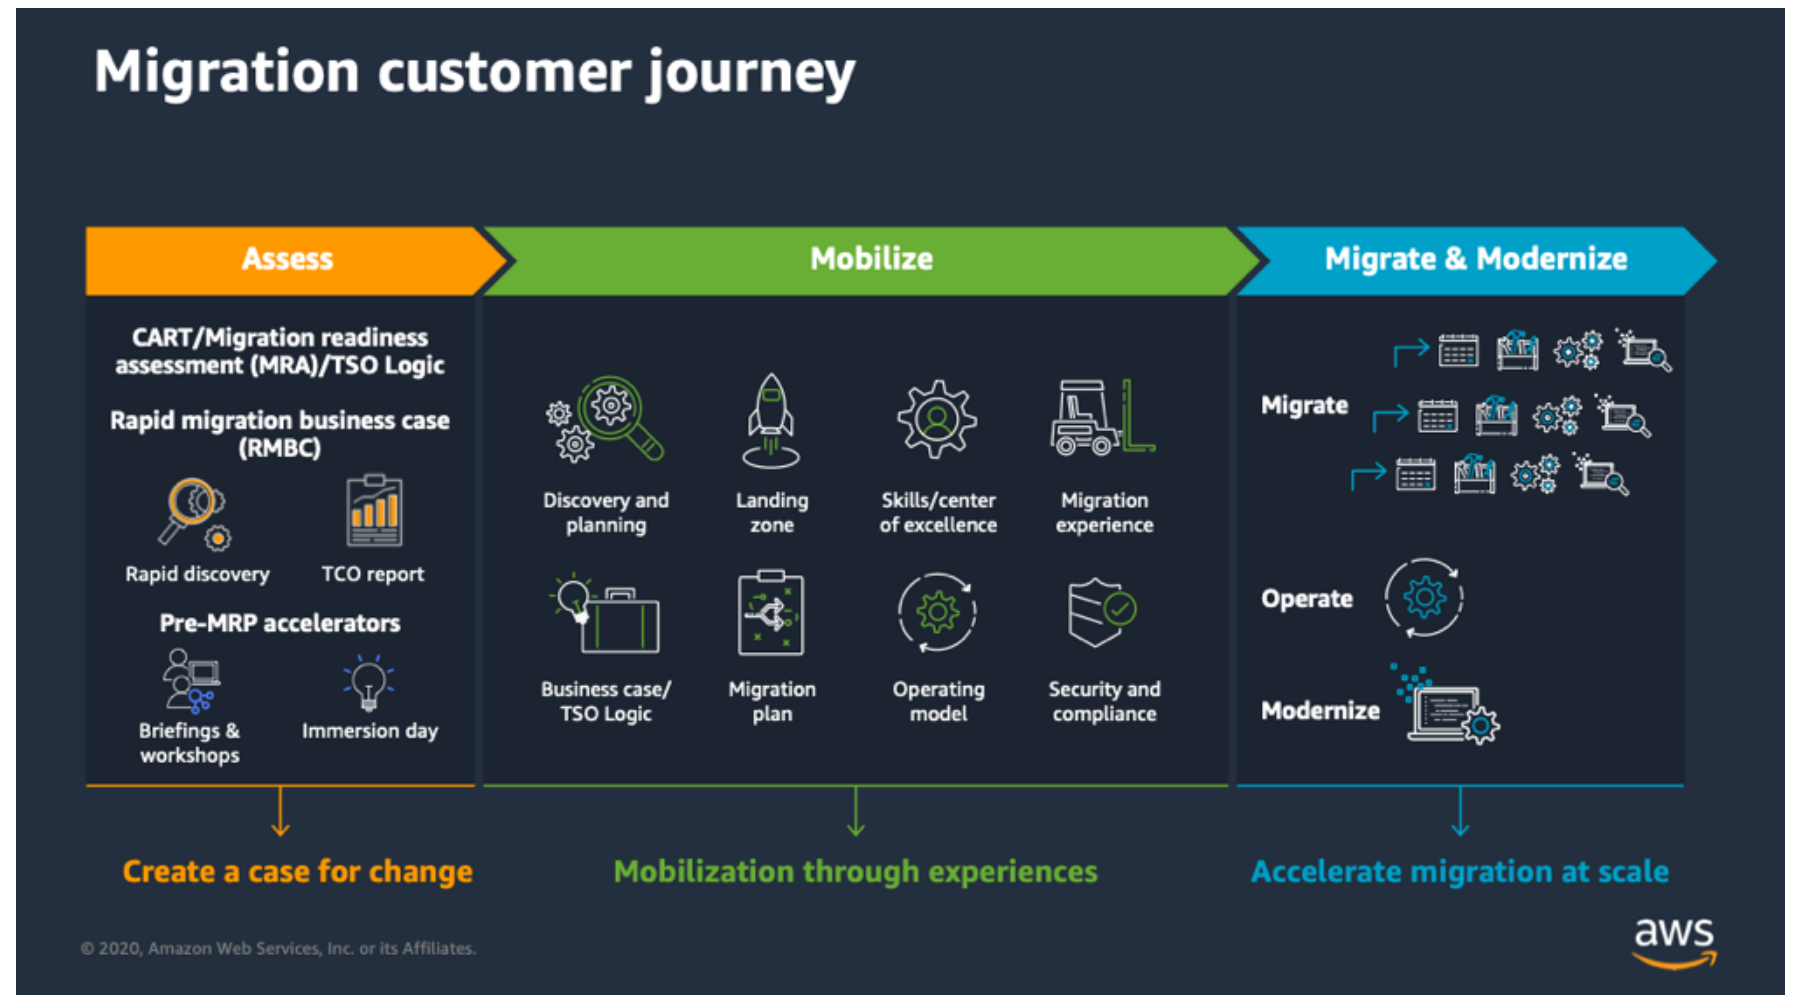 Migration customer journey
Assess
CART/Migration readiness
assessment (MRA)/TSO Logic
Rapid migration business case
(RMBC)
Rapid discovery
TCO report
Pre-MRP accelerators
Briefings &
workshops
Immersion day
Create a case for change
Mobilize
Discovery and
planning
Landing
zone
Skills/center
of excellence
Migration
experience
Business case/
TSO Logic
Migration
plan
Operating
model
Security and
compliance
Mobilization through experiences
Migrate & Modernize
Migrate
Operate
Modernize
Accelerate migration at scale
© 2020, Amazon Web Services, Inc. or its Affiliates.
aws